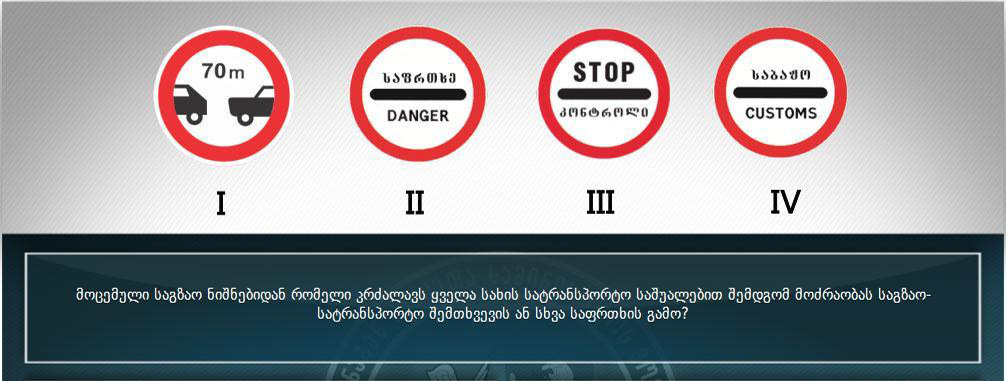 70m
საფრთხე
DANGER
STOP
კონტროლი
საბაჟო
CUSTOMS
I
II
III
IV
მოცემული საგზაო ნიშნებიდან რომელი კრძალავს ყველა სახის სატრანსპორტო საშუალებით შემდგომ მოძრაობას საგზაო-
სატრანსპორტო შემთხვევის ან სხვა საფრთხის გამო?